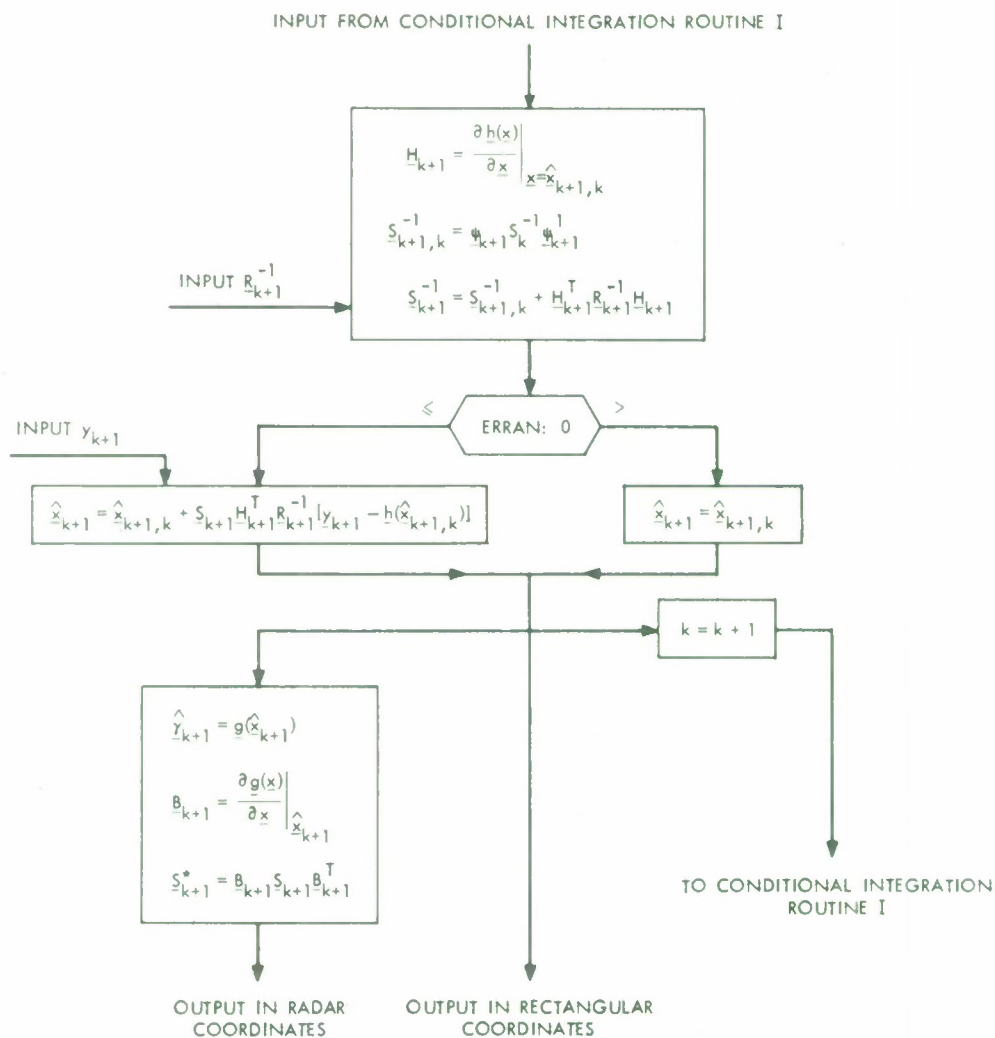 INPUT FROM CONDITIONAL INTEGRATION ROUTINE I
H_{k+1} = ∂h(x)/∂x |_{x=x̂_{k+1,k}}
S^{-1}_{k+1,k} = ψ_{k+1} S^{-1}_k ψ^1_{k+1}
INPUT R^{-1}_{k+1}
S^{-1}_{k+1} = S^{-1}_{k+1,k} + H^T_{k+1} R^{-1}_{k+1} H_{k+1}
≤ ERRAN: 0 >
INPUT y_{k+1}
x̂_{k+1} = x̂_{k+1,k} + S_{k+1} H^T_{k+1} R^{-1}_{k+1} [y_{k+1} − h(x̂_{k+1,k})]
x̂_{k+1} = x̂_{k+1,k}
k = k + 1
ŷ_{k+1} = g(x̂_{k+1})
B_{k+1} = ∂g(x)/∂x |_{x̂_{k+1}}
S*_{k+1} = B_{k+1} S_{k+1} B^T_{k+1}
TO CONDITIONAL INTEGRATION
ROUTINE I
OUTPUT IN RADAR
COORDINATES
OUTPUT IN RECTANGULAR
COORDINATES